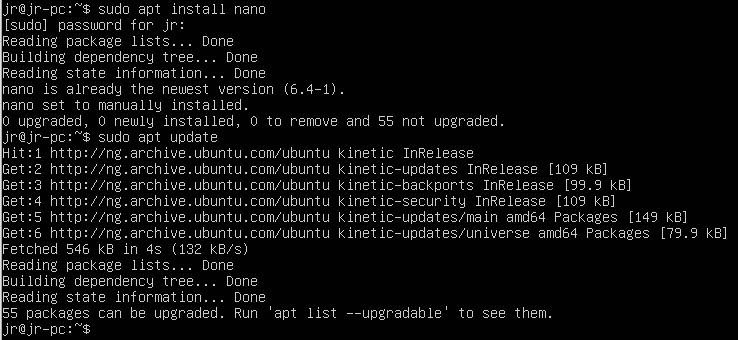 jr@jr-pc:~$ sudo apt install nano
[sudo] password for jr:
Reading package lists... Done
Building dependency tree... Done
Reading state information... Done
nano is already the newest version (6.4-1).
nano set to manually installed.
0 upgraded, 0 newly installed, 0 to remove and 55 not upgraded.
jr@jr-pc:~$ sudo apt update
Hit:1 http://ng.archive.ubuntu.com/ubuntu kinetic InRelease
Get:2 http://ng.archive.ubuntu.com/ubuntu kinetic-updates InRelease [109 kB]
Get:3 http://ng.archive.ubuntu.com/ubuntu kinetic-backports InRelease [99.9 kB]
Get:4 http://ng.archive.ubuntu.com/ubuntu kinetic-security InRelease [109 kB]
Get:5 http://ng.archive.ubuntu.com/ubuntu kinetic-updates/main amd64 Packages [149 kB]
Get:6 http://ng.archive.ubuntu.com/ubuntu kinetic-updates/universe amd64 Packages [79.9 kB]
Fetched 546 kB in 4s (132 kB/s)
Reading package lists... Done
Building dependency tree... Done
Reading state information... Done
55 packages can be upgraded. Run 'apt list --upgradable' to see them.
jr@jr-pc:~$